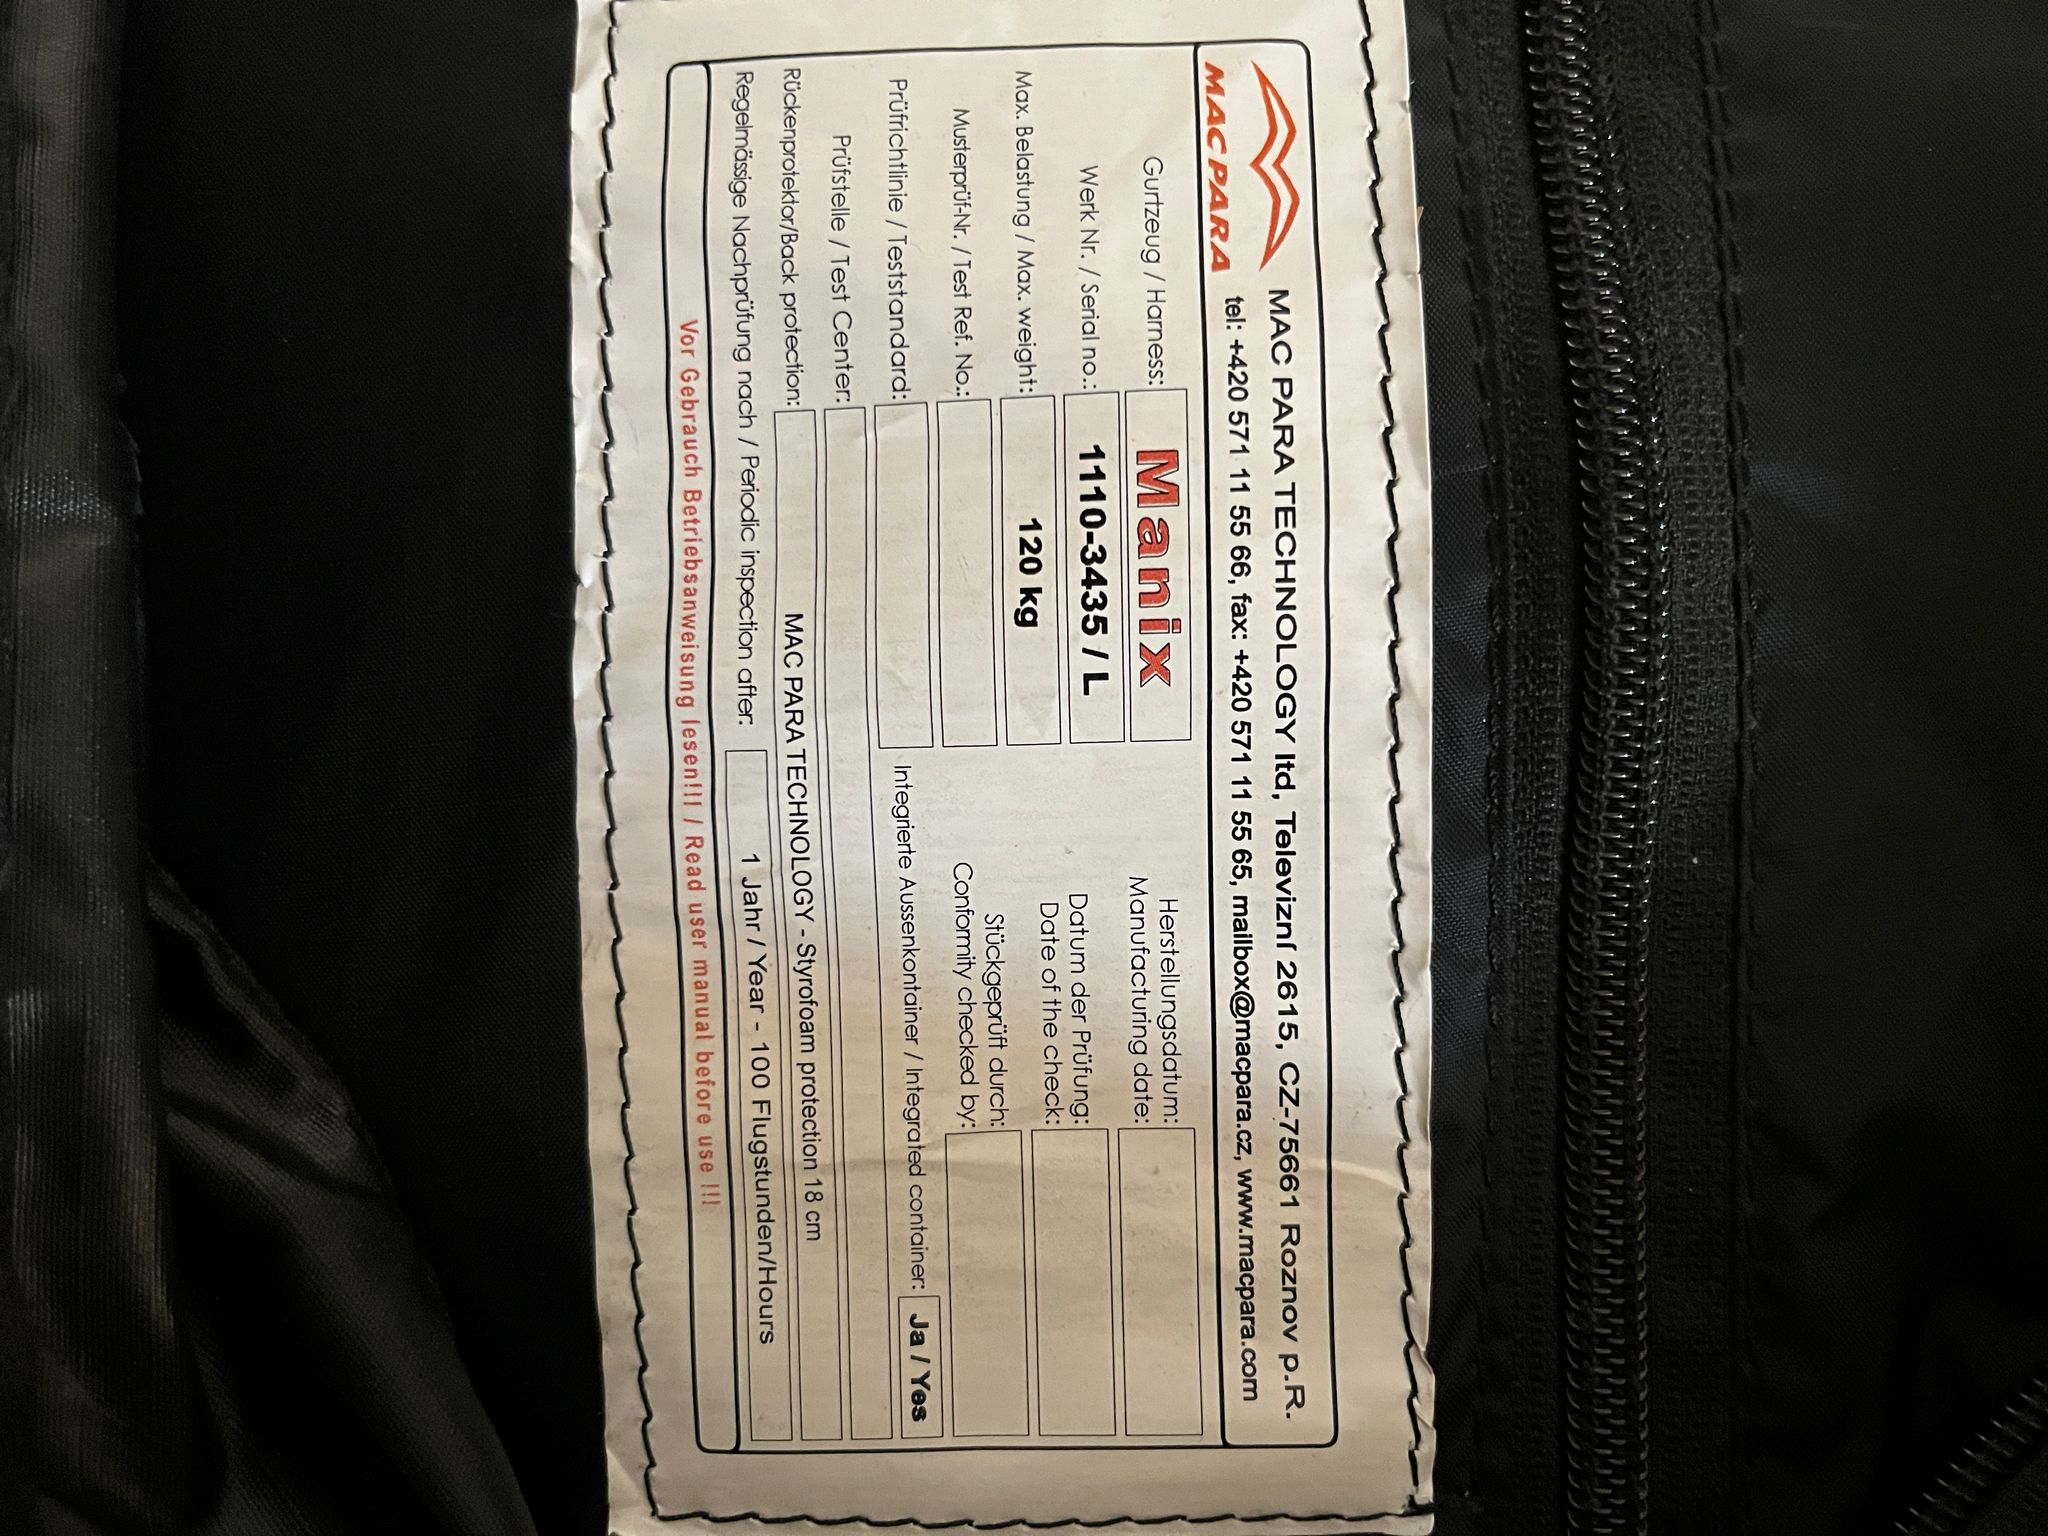 MAC PARA
MAC PARA TECHNOLOGY ltd, Televizní 2615, CZ-75661 Roznov p.R.
tel: +420 571 11 55 66, fax: +420 571 11 55 65, mailbox@macpara.cz, www.macpara.com
Gurtzeug / Harness: Manix
Werk Nr. / Serial no.: 1110-3435 / L
Max. Belastung / Max. weight: 120 kg
Musterprüf-Nr. / Test Ref. No.:
Prüfrichtlinie / Teststandard:
Herstellungsdatum:
Manufacturing date:
Datum der Prüfung:
Date of the check:
Stückgeprüft durch:
Conformity checked by:
Integrierte Aussenkontainer / Integrated container: Ja / Yes
Prüfstelle / Test Center:
Rückenprotektor/Back protection: MAC PARA TECHNOLOGY - Styrofoam protection 18 cm
Regelmässige Nachprüfung nach / Periodic inspection after: 1 Jahr / Year - 100 Flugstunden/Hours
Vor Gebrauch Betriebsanweisung lesen!!! / Read user manual before use !!!